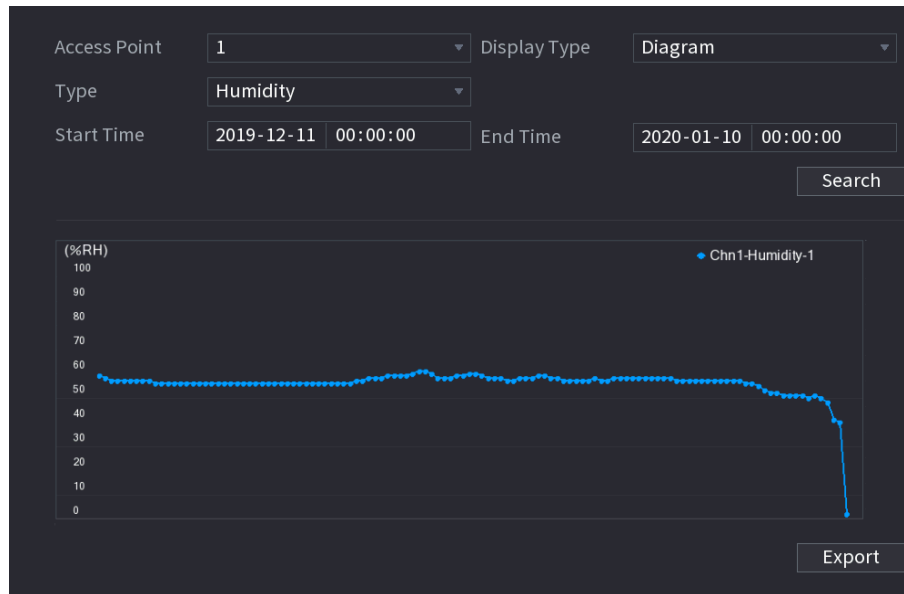 Access Point 1 Display Type Diagram
Type Humidity
Start Time 2019-12-11 00:00:00 End Time 2020-01-10 00:00:00
Search
(%RH)
Chn1-Humidity-1
100
90
80
70
60
50
40
30
20
10
0
Export